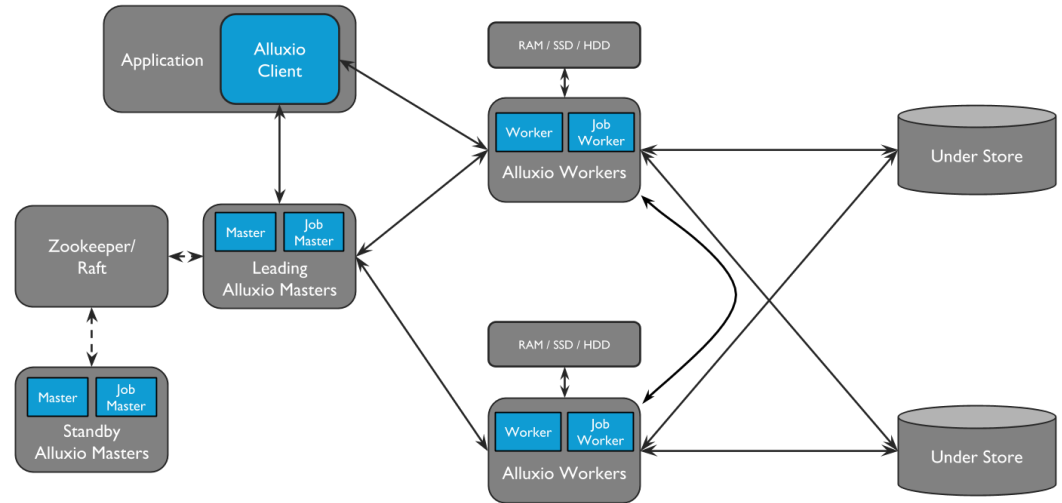 Application
Alluxio
Client
RAM / SSD / HDD
Worker
Job
Worker
Alluxio Workers
Under Store
Zookeeper/
Raft
Master
Job
Master
Leading
Alluxio Masters
RAM / SSD / HDD
Master
Job
Master
Standby
Alluxio Masters
Worker
Job
Worker
Alluxio Workers
Under Store